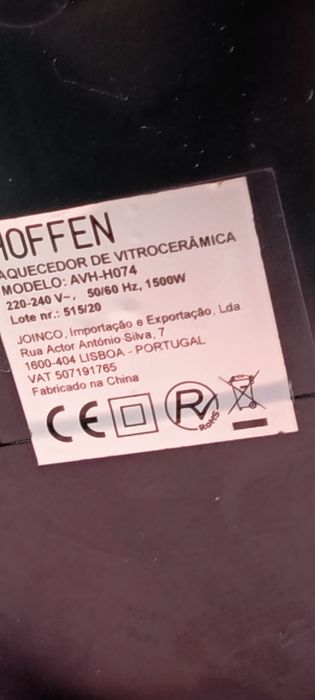 HOFFEN
AQUECEDOR DE VITROCERÂMICA
MODELO: AVH-H074
220-240 V~, 50/60 Hz, 1500W
Lote nr.: 515/20
JOINCO, Importação e Exportação, Lda.
Rua Actor António Silva, 7
1600-404 LISBOA - PORTUGAL
VAT 507191765
Fabricado na China
CE
RoHS